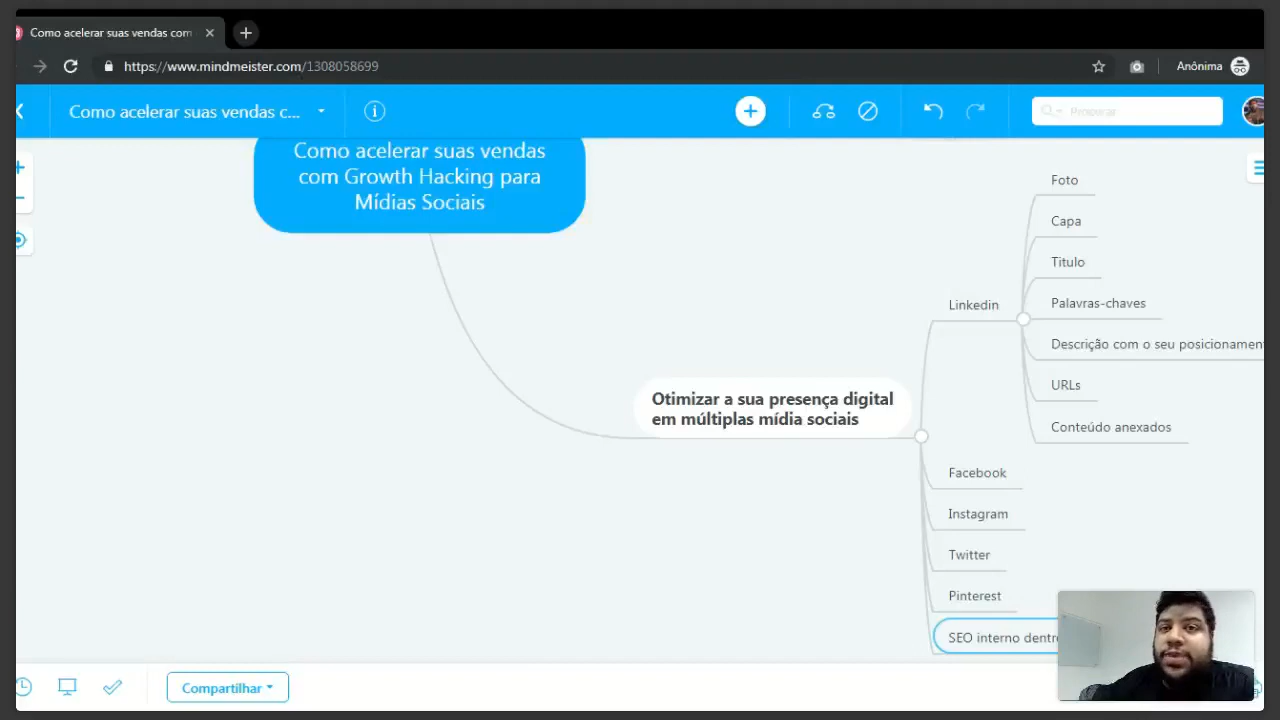 Como acelerar suas vendas com
https://www.mindmeister.com/1308058699
Anônima
Como acelerar suas vendas c...
Procurar
Como acelerar suas vendas
com Growth Hacking para
Mídias Sociais
Foto
Capa
Titulo
Linkedin
Palavras-chaves
Descrição com o seu posicionamen
URLs
Otimizar a sua presença digital
em múltiplas mídia sociais
Conteúdo anexados
Facebook
Instagram
Twitter
Pinterest
SEO interno dentr
Compartilhar